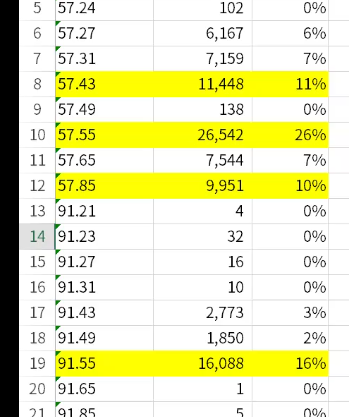 5 57.24 102 0%
6 57.27 6,167 6%
7 57.31 7,159 7%
8 57.43 11,448 11%
9 57.49 138 0%
10 57.55 26,542 26%
11 57.65 7,544 7%
12 57.85 9,951 10%
13 91.21 4 0%
14 91.23 32 0%
15 91.27 16 0%
16 91.31 10 0%
17 91.43 2,773 3%
18 91.49 1,850 2%
19 91.55 16,088 16%
20 91.65 1 0%
21 91.85 5 0%